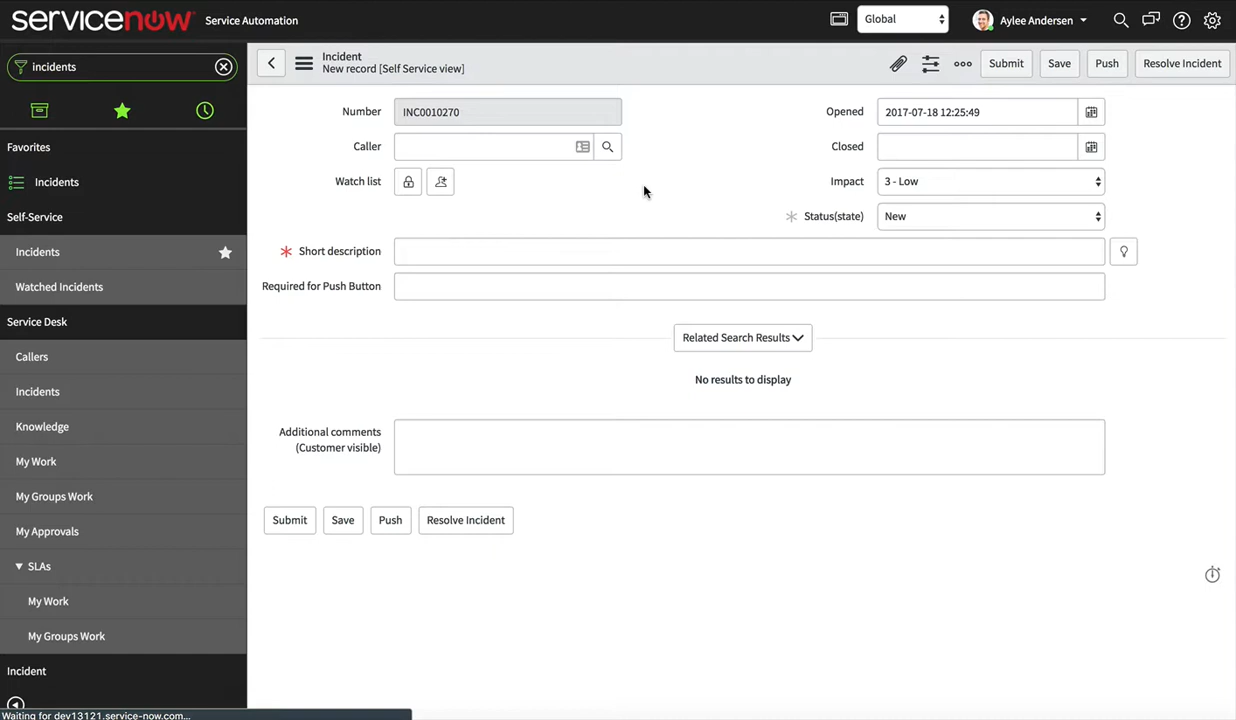 servicenow Service Automation
Global
Aylee Andersen
incidents
Incident
New record [Self Service view]
Submit
Save
Push
Resolve Incident
Favorites
Incidents
Self-Service
Incidents
Watched Incidents
Service Desk
Callers
Incidents
Knowledge
My Work
My Groups Work
My Approvals
SLAs
My Work
My Groups Work
Incident
Waiting for dev13121.service-now.com...
Number INC0010270
Caller
Watch list
Opened 2017-07-18 12:25:49
Closed
Impact 3 - Low
Status(state) New
Short description
Required for Push Button
Related Search Results
No results to display
Additional comments
(Customer visible)
Submit
Save
Push
Resolve Incident